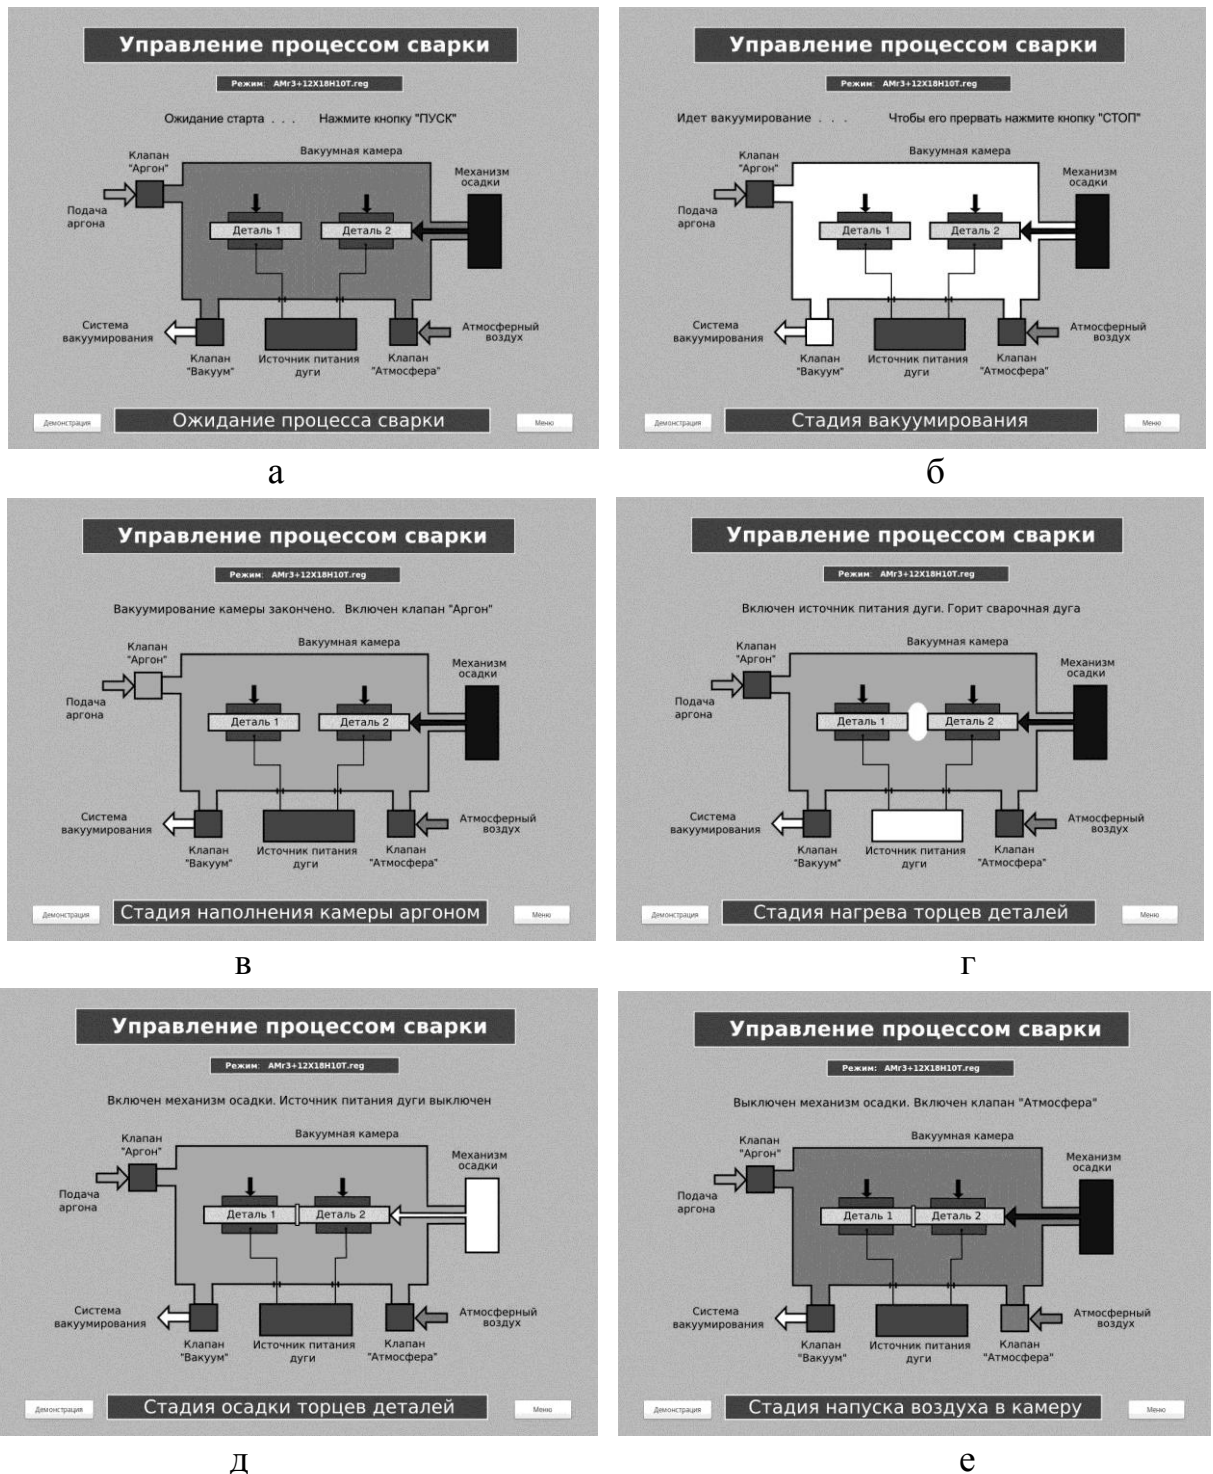 Управление процессом сварки
Режим: АМг3+12Х18Н10Т.reg
Ожидание старта . . . Нажмите кнопку "ПУСК"
Вакуумная камера
Клапан
"Аргон"
Механизм
осадки
Подача
аргона
Деталь 1
Деталь 2
Система
вакуумирования
Атмосферный
воздух
Клапан
"Вакуум"
Источник питания
дуги
Клапан
"Атмосфера"
Демонстрация
Ожидание процесса сварки
Меню
а
Управление процессом сварки
Режим: АМг3+12Х18Н10Т.reg
Идет вакуумирование . . . Чтобы его прервать нажмите кнопку "СТОП"
Вакуумная камера
Клапан
"Аргон"
Механизм
осадки
Подача
аргона
Деталь 1
Деталь 2
Система
вакуумирования
Атмосферный
воздух
Клапан
"Вакуум"
Источник питания
дуги
Клапан
"Атмосфера"
Демонстрация
Стадия вакуумирования
Меню
б
Управление процессом сварки
Режим: АМг3+12Х18Н10Т.reg
Вакуумирование камеры закончено. Включен клапан "Аргон"
Вакуумная камера
Клапан
"Аргон"
Механизм
осадки
Подача
аргона
Деталь 1
Деталь 2
Система
вакуумирования
Атмосферный
воздух
Клапан
"Вакуум"
Источник питания
дуги
Клапан
"Атмосфера"
Демонстрация
Стадия наполнения камеры аргоном
Меню
в
Управление процессом сварки
Режим: АМг3+12Х18Н10Т.reg
Включен источник питания дуги. Горит сварочная дуга
Вакуумная камера
Клапан
"Аргон"
Механизм
осадки
Подача
аргона
Деталь 1
Деталь 2
Система
вакуумирования
Атмосферный
воздух
Клапан
"Вакуум"
Источник питания
дуги
Клапан
"Атмосфера"
Демонстрация
Стадия нагрева торцев деталей
Меню
г
Управление процессом сварки
Режим: АМг3+12Х18Н10Т.reg
Включен механизм осадки. Источник питания дуги выключен
Вакуумная камера
Клапан
"Аргон"
Механизм
осадки
Подача
аргона
Деталь 1
Деталь 2
Система
вакуумирования
Атмосферный
воздух
Клапан
"Вакуум"
Источник питания
дуги
Клапан
"Атмосфера"
Демонстрация
Стадия осадки торцев деталей
Меню
д
Управление процессом сварки
Режим: АМг3+12Х18Н10Т.reg
Выключен механизм осадки. Включен клапан "Атмосфера"
Вакуумная камера
Клапан
"Аргон"
Механизм
осадки
Подача
аргона
Деталь 1
Деталь 2
Система
вакуумирования
Атмосферный
воздух
Клапан
"Вакуум"
Источник питания
дуги
Клапан
"Атмосфера"
Демонстрация
Стадия напуска воздуха в камеру
Меню
е